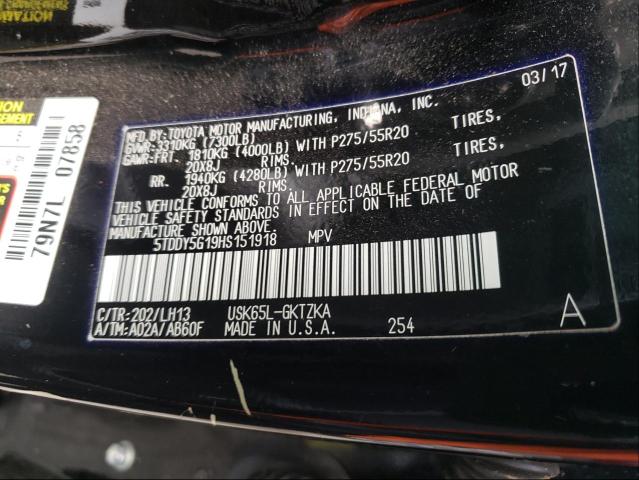 03/17
MFD.BY:TOYOTA MOTOR MANUFACTURING, INDIANA, INC.
GVWR:3310KG (7300LB)
GAWR:FRT. 1810KG (4000LB) WITH P275/55R20 TIRES,
20X8J RIMS.
RR. 1940KG (4280LB) WITH P275/55R20 TIRES,
20X8J RIMS.
THIS VEHICLE CONFORMS TO ALL APPLICABLE FEDERAL MOTOR
VEHICLE SAFETY STANDARDS IN EFFECT ON THE DATE OF
MANUFACTURE SHOWN ABOVE.
5TDDY5G19HS151918 MPV
C/TR:202/LH13 USK65L-GKTZKA
A/TM:A02A/AB60F MADE IN U.S.A. 254
A
79N7L 07858